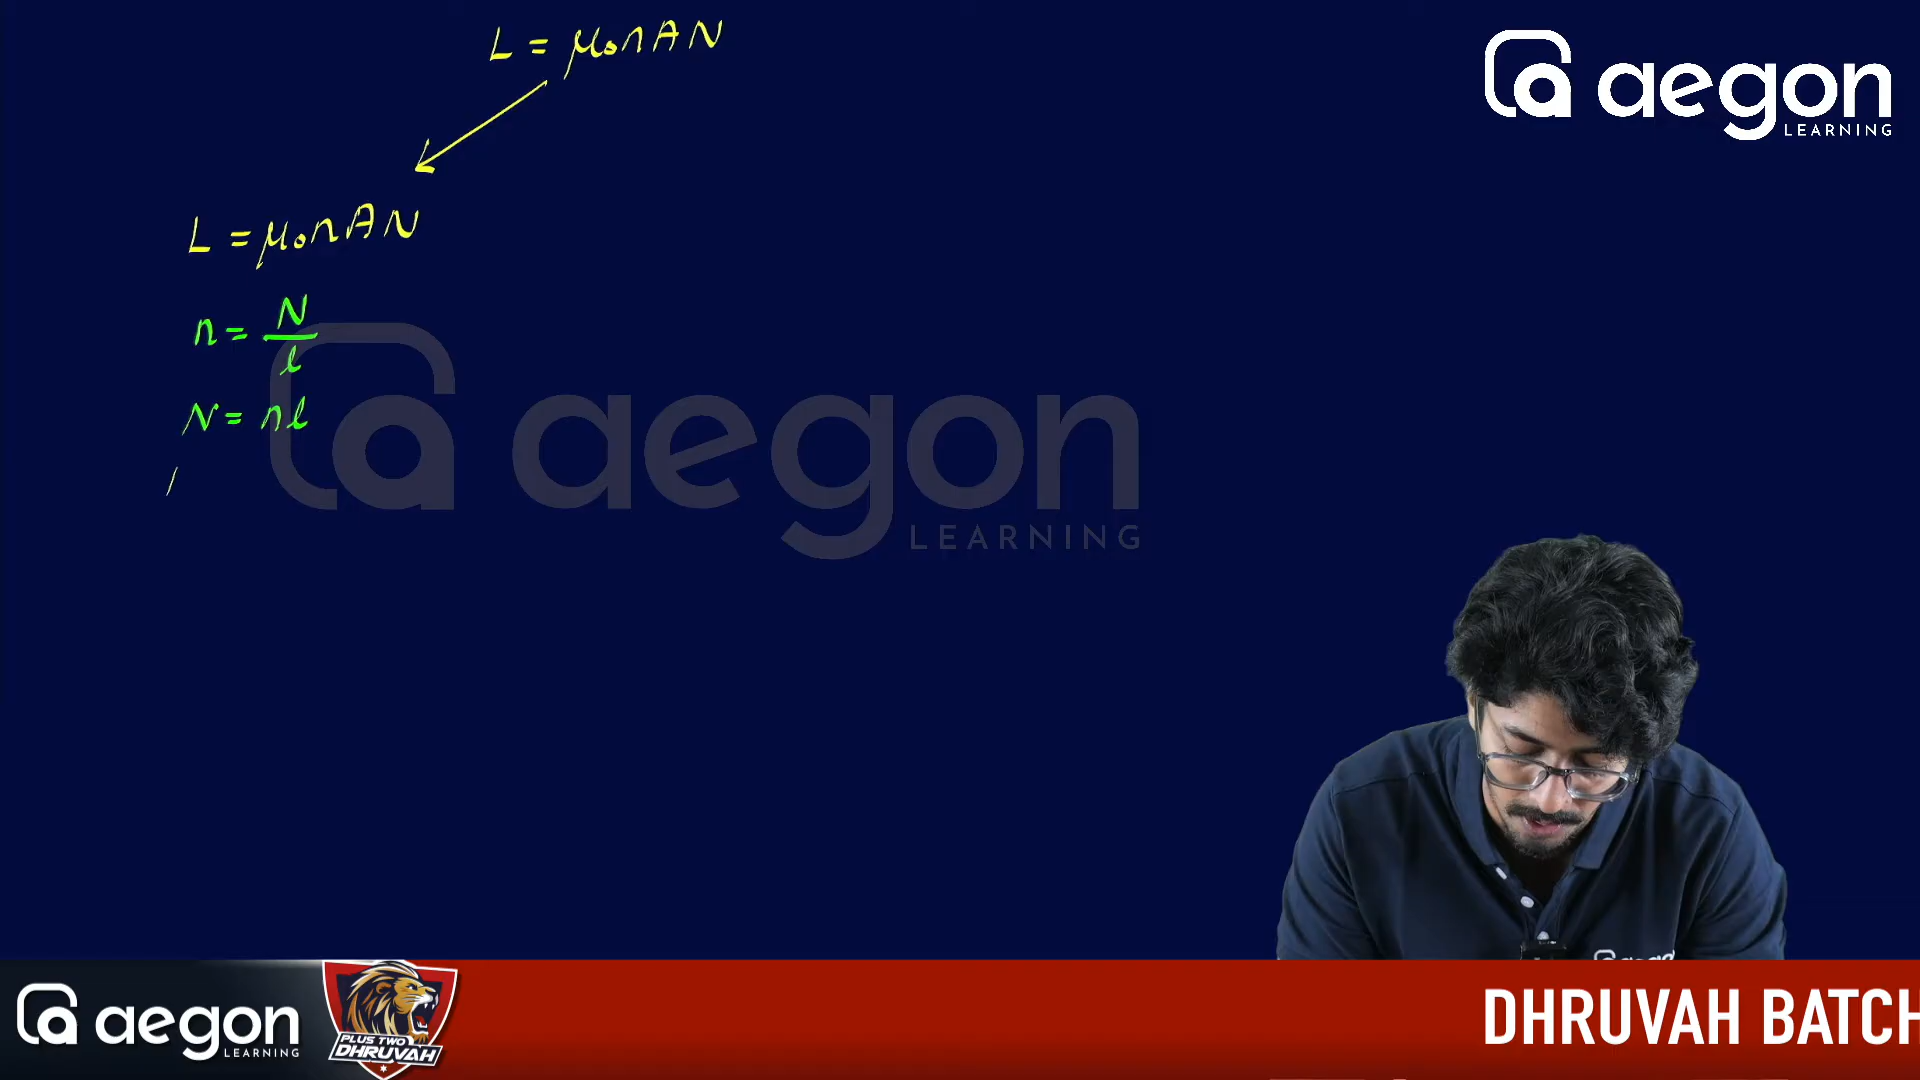 L = μ₀nAN
aegon
LEARNING
L = μ₀nAN
n = N/l
N = nl
aegon
LEARNING
aegon
LEARNING
PLUS TWO
DHRUVAH
DHRUVAH BATCH